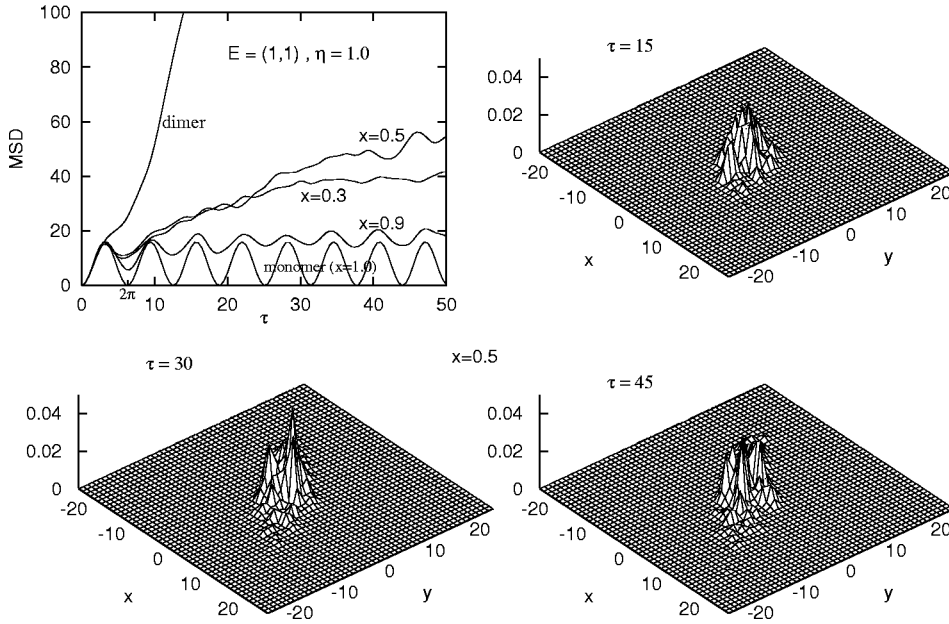 100
80
60
40
20
0
MSD
E = (1,1) , η = 1.0
dimer
x=0.5
x=0.3
x=0.9
monomer (x=1.0)
0
2π
10
20
30
40
50
τ
τ = 15
0.04
0.02
0
-20
-10
0
10
20
x
-20
-10
0
10
20
y
τ = 30
0.04
0.02
0
-20
-10
0
10
20
x
-20
-10
0
10
20
y
x=0.5
τ = 45
0.04
0.02
0
-20
-10
0
10
20
x
-20
-10
0
10
20
y